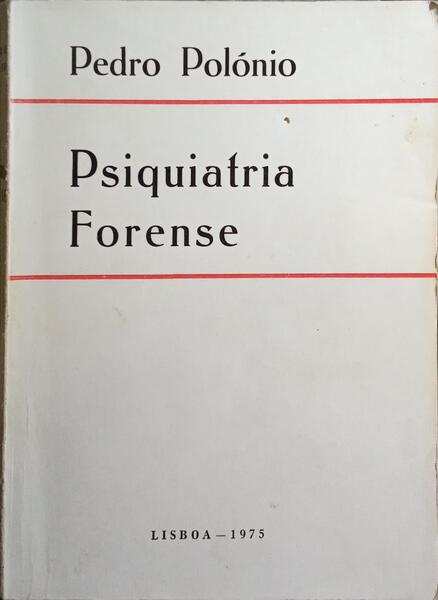 Pedro Polónio
Psiquiatria
Forense
LISBOA — 1975